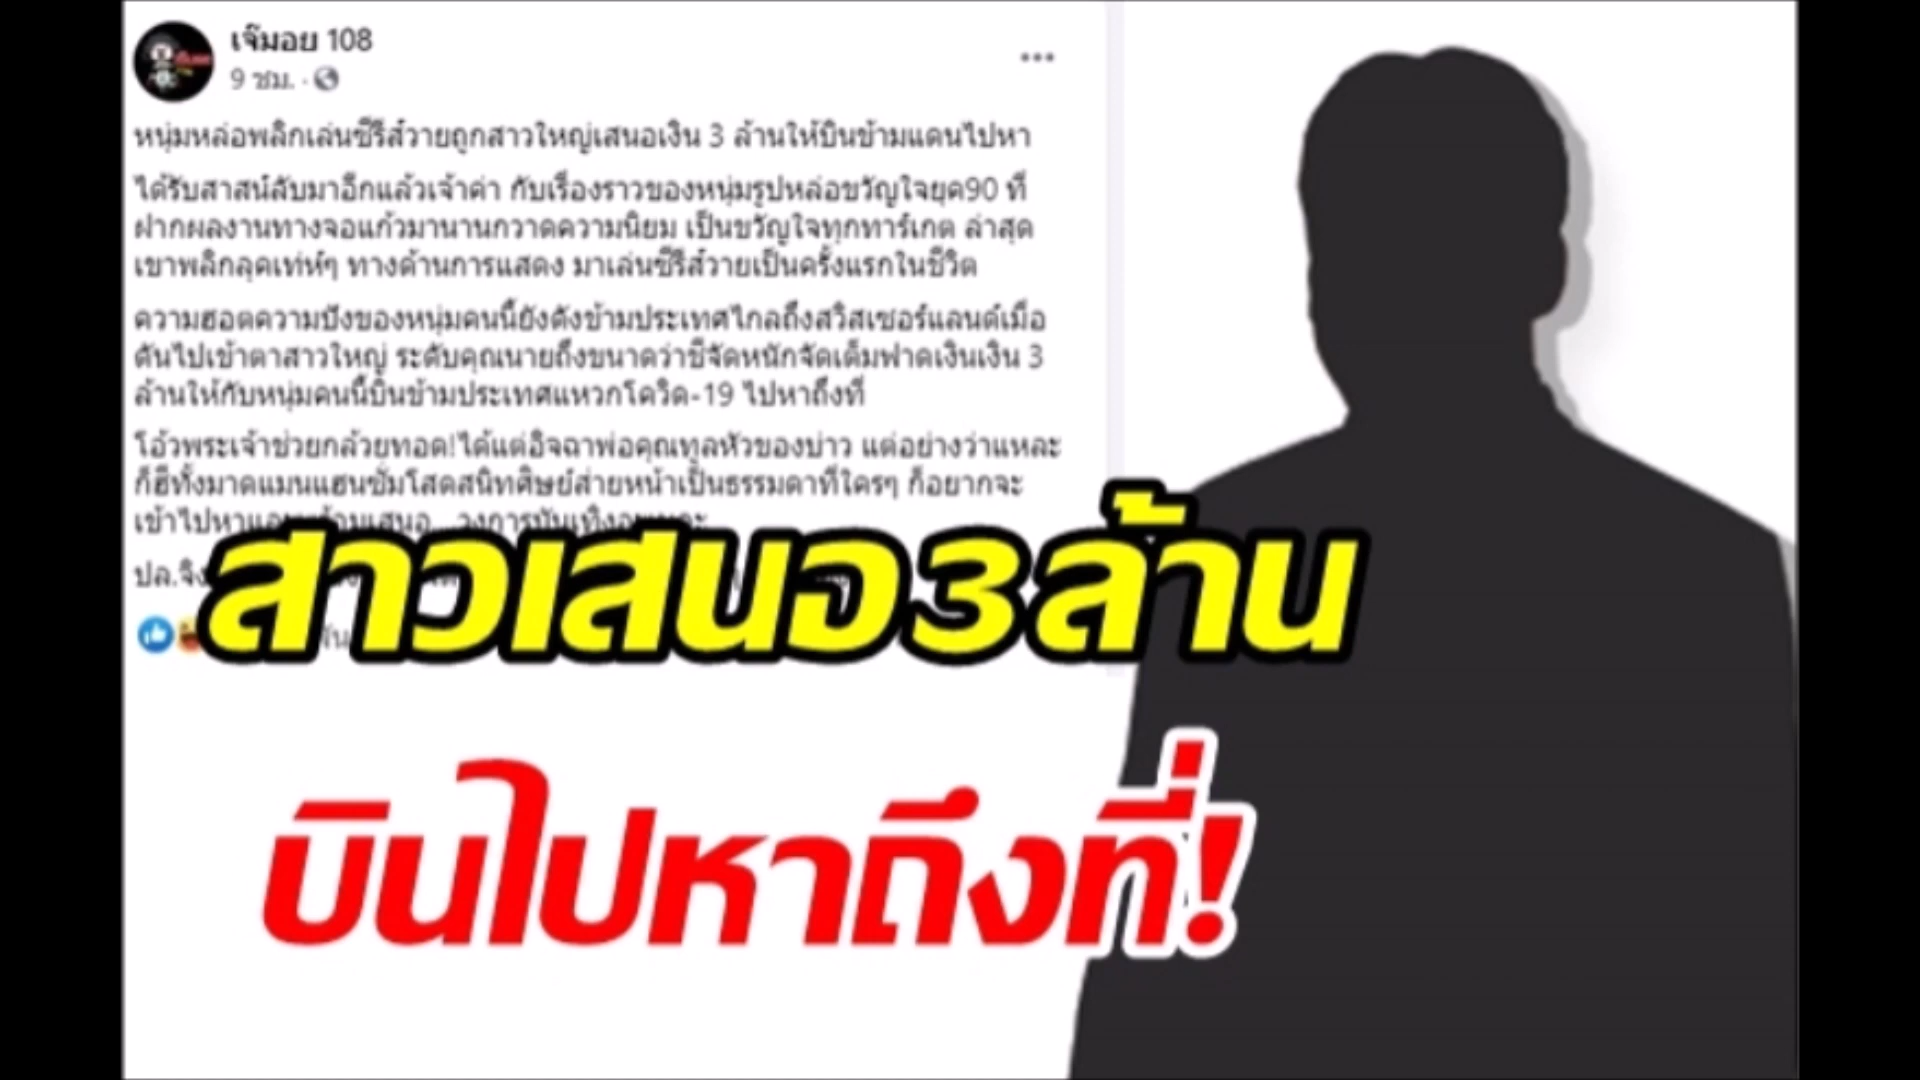 เจ๊มอย 108
9 ชม.
หนุ่มหล่อพลิกเล่นซีรีส์วายถูกสาวใหญ่เสนอเงิน 3 ล้านให้บินข้ามแดนไปหา
ได้รับสาสน์ลับมาอีกแล้วเจ้าค่า กับเรื่องราวของหนุ่มรูปหล่อขวัญใจยุค90 ที่
ฝากผลงานทางจอแก้วมานานกวาดความนิยม เป็นขวัญใจทุกทาร์เกต ล่าสุด
เขาพลิกลุคเท่ห์ๆ ทางด้านการแสดง มาเล่นซีรีส์วายเป็นครั้งแรกในชีวิต
ความฮอตความปังของหนุ่มคนนี้ยังดังข้ามประเทศไกลถึงสวิสเซอร์แลนด์เมื่อ
ดันไปเข้าตาสาวใหญ่ ระดับคุณนายถึงขนาดว่าชีจัดหนักจัดเต็มฟาดเงินเงิน 3
ล้านให้กับหนุ่มคนนี้บินข้ามประเทศแหวกโควิด-19 ไปหาถึงที่
โอ้วพระเจ้าช่วยกล้วยทอด!ได้แต่อิจฉาพ่อคุณทูลหัวของบ่าว แต่อย่างว่าแหละ
ก็ฮีทั้งมาดแมนแฮนซั่มโสดสนิทศิษย์ส่ายหน้าเป็นธรรมดาที่ใครๆ ก็อยากจะ
เข้าไปหา
ปล.จิง
สาวเสนอ3ล้าน
บินไปหาถึงที่!